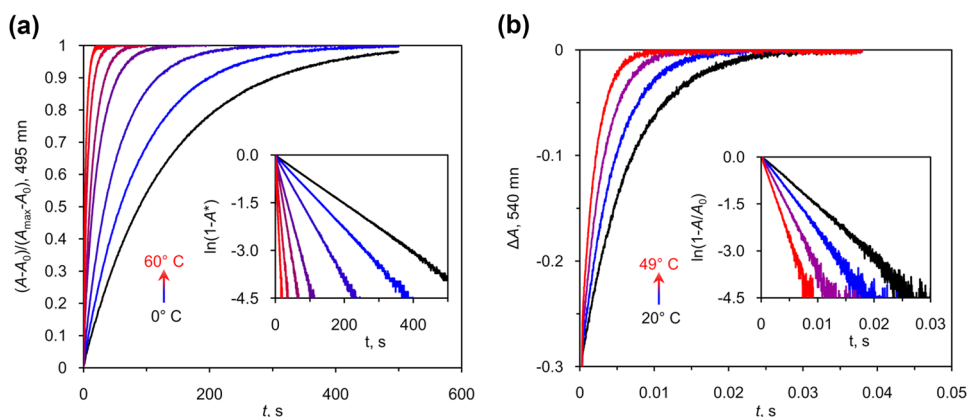 (a)
(A-A0)/(Amax-A0), 495 mn
1
0.9
0.8
0.7
0.6
0.5
0.4
0.3
0.2
0.1
0
0 200 400 600
t, s
60° C
0° C
ln(1-A*)
0.0
-1.5
-3.0
-4.5
0 200 400
t, s
(b)
ΔA, 540 mn
0
-0.1
-0.2
-0.3
0 0.01 0.02 0.03 0.04 0.05
t, s
49° C
20° C
ln(1-A/A0)
0.0
-1.5
-3.0
-4.5
0 0.01 0.02 0.03
t, s